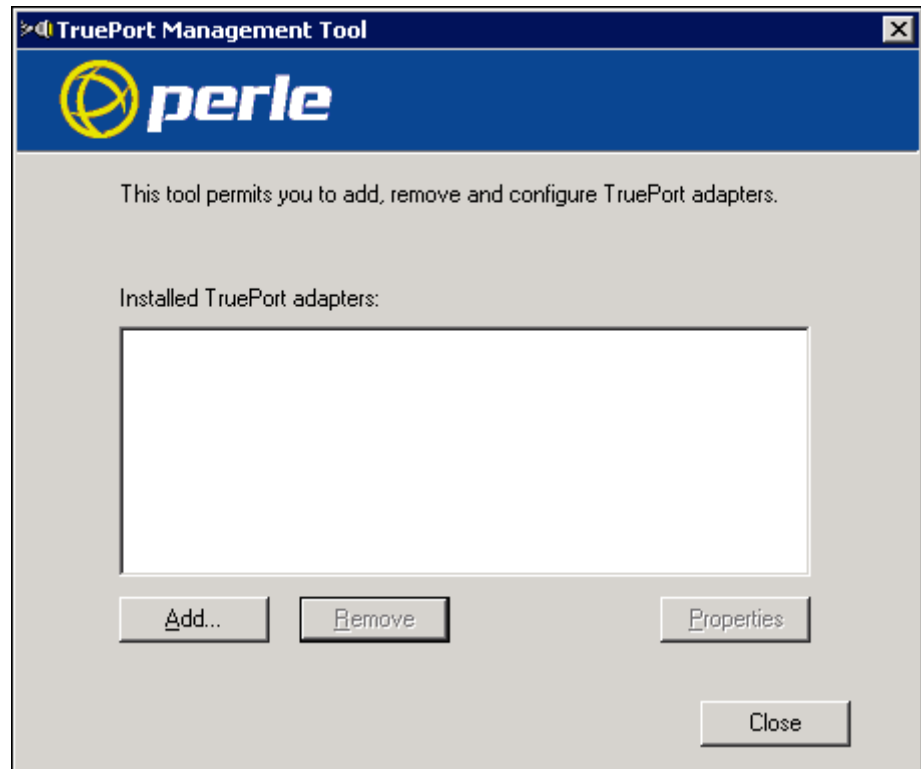 TruePort Management Tool
perle
This tool permits you to add, remove and configure TruePort adapters.
Installed TruePort adapters:
Add... Remove Properties
Close